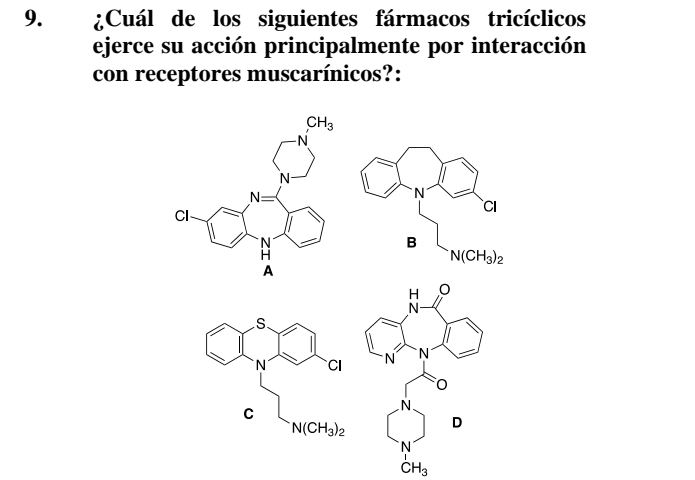 9. ¿Cuál de los siguientes fármacos tricíclicos
ejerce su acción principalmente por interacción
con receptores muscarínicos?:
CH3
N
N
N
Cl
N
H
A
N
Cl
B
N(CH3)2
S
N
Cl
C
N(CH3)2
H
N
O
N
N
O
N
D
N
CH3